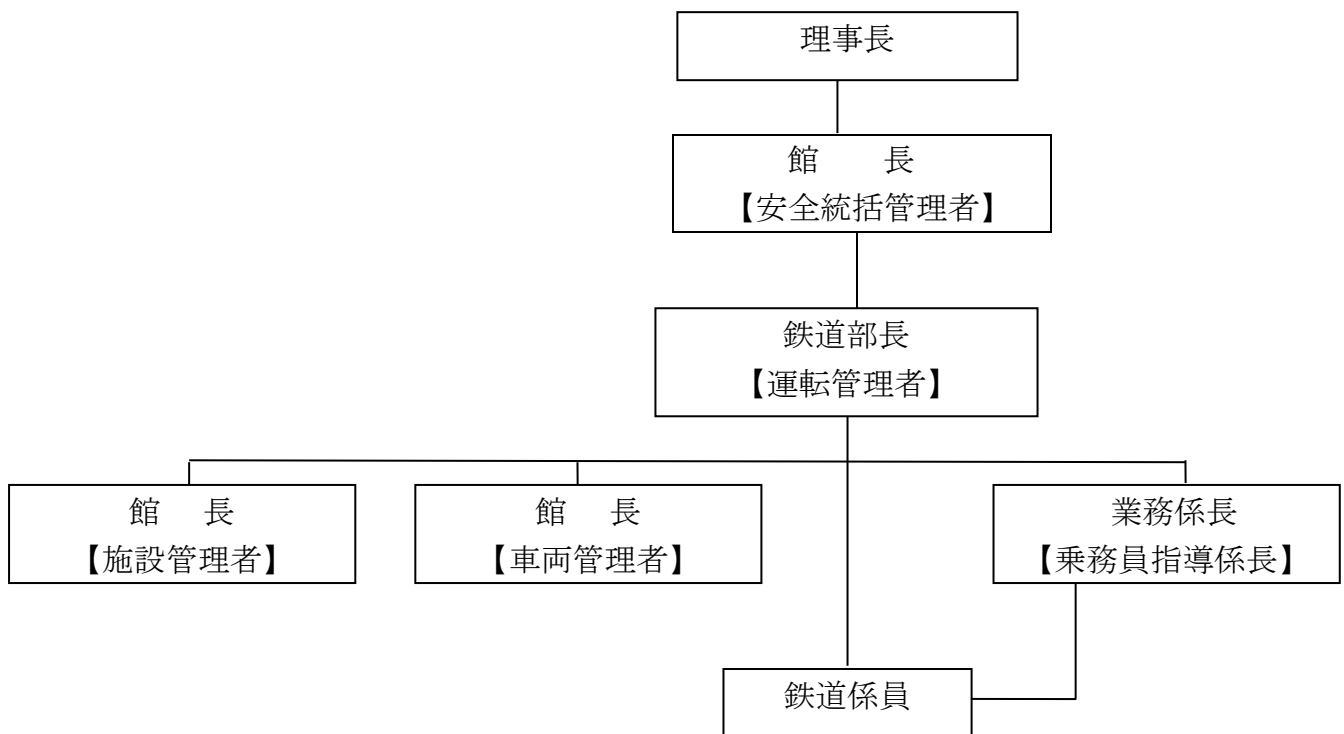 理事長
館　　長
【安全統括管理者】
鉄道部長
【運転管理者】
館　長
【施設管理者】
館　長
【車両管理者】
業務係長
【乗務員指導係長】
鉄道係員